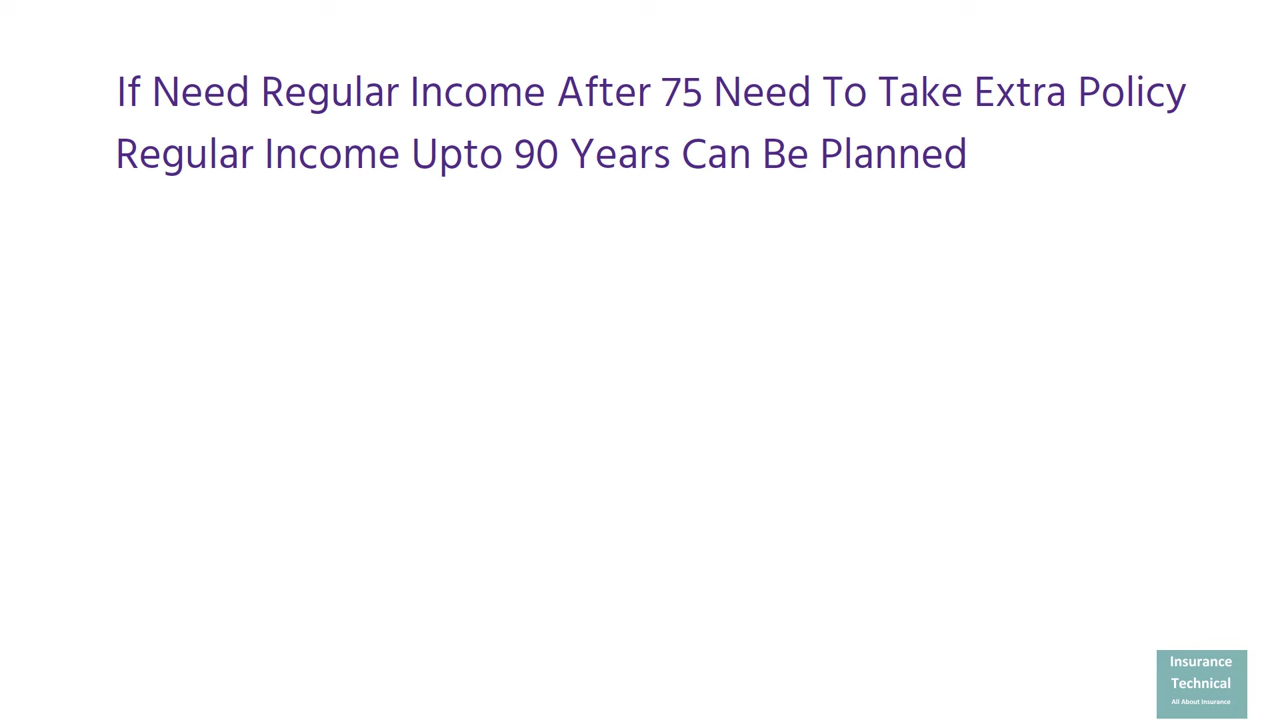 If Need Regular Income After 75 Need To Take Extra Policy
Regular Income Upto 90 Years Can Be Planned
Insurance
Technical
All About Insurance